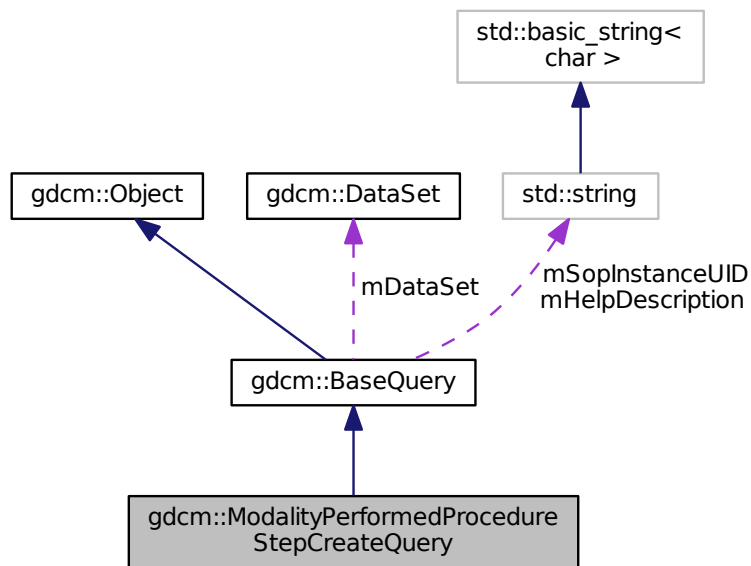 std::basic_string<
char >
gdcm::Object
gdcm::DataSet
std::string
mDataSet
mSopInstanceUID
mHelpDescription
gdcm::BaseQuery
gdcm::ModalityPerformedProcedure
StepCreateQuery